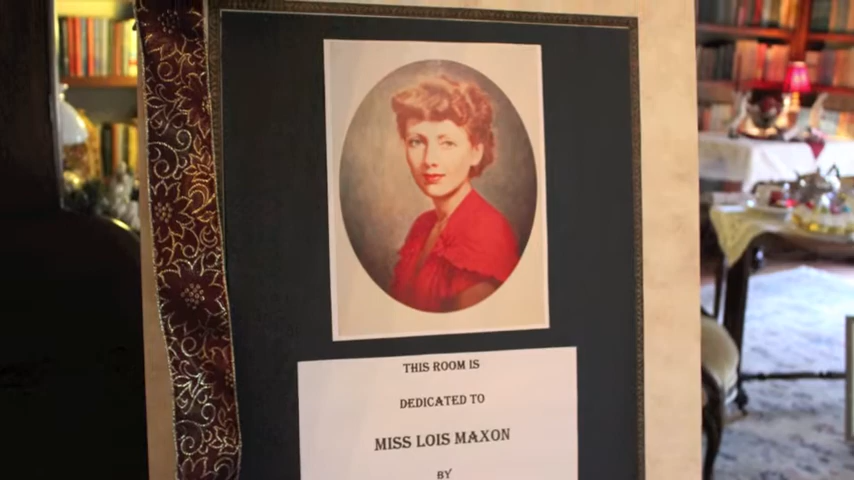 THIS ROOM IS
DEDICATED TO
MISS LOIS MAXON
BY